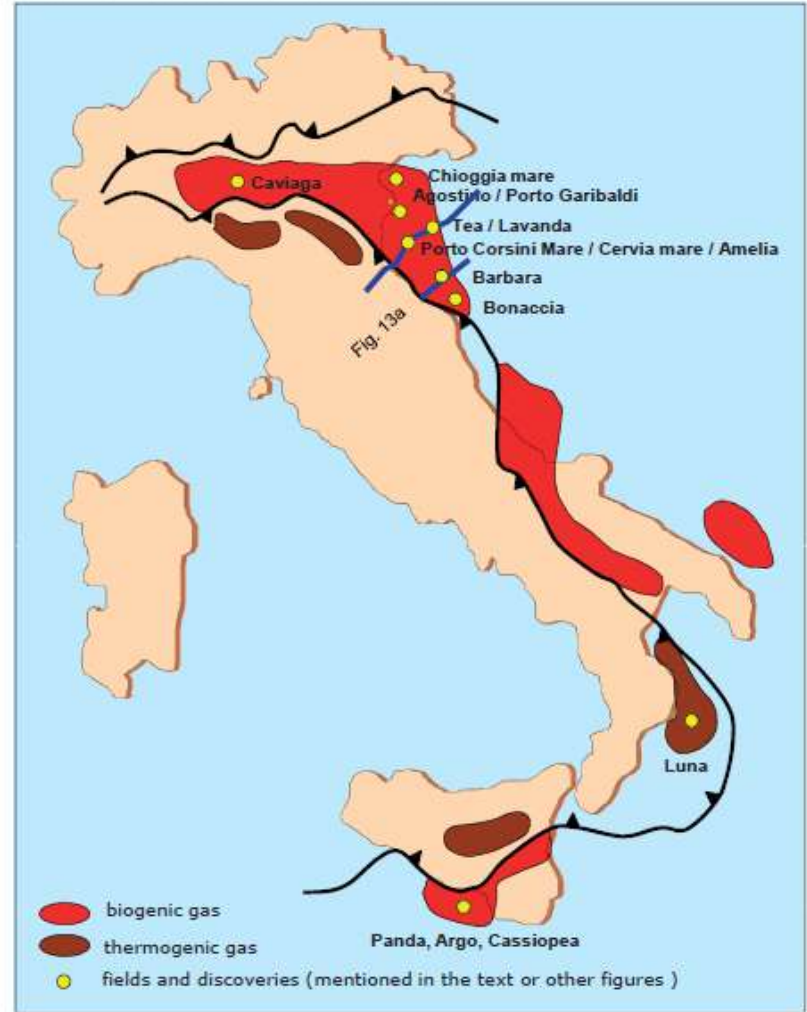 Caviaga
Chioggia mare
Agostino / Porto Garibaldi
Tea / Lavanda
Porto Corsini Mare / Cervia mare / Amelia
Barbara
Bonaccia
Fig. 13a
Luna
Panda, Argo, Cassiopea
biogenic gas
thermogenic gas
fields and discoveries (mentioned in the text or other figures )